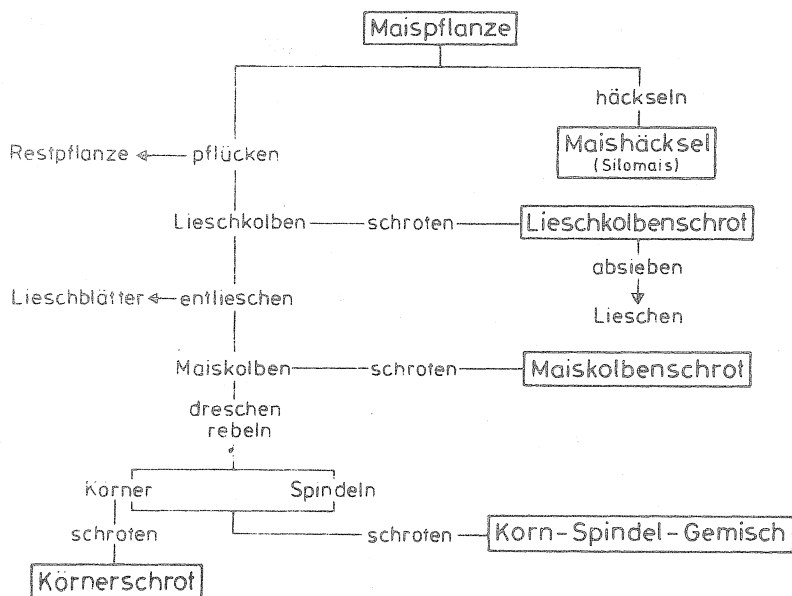 Maispflanze
häckseln
Maishäcksel
(Silomais)
Restpflanze pflücken
Lieschkolben schroten Lieschkolbenschrot
absieben
Lieschblätter entlieschen
Lieschen
Maiskolben schroten Maiskolbenschrot
dreschen
rebeln
Körner Spindeln
schroten schroten Korn-Spindel-Gemisch
Körnerschrot